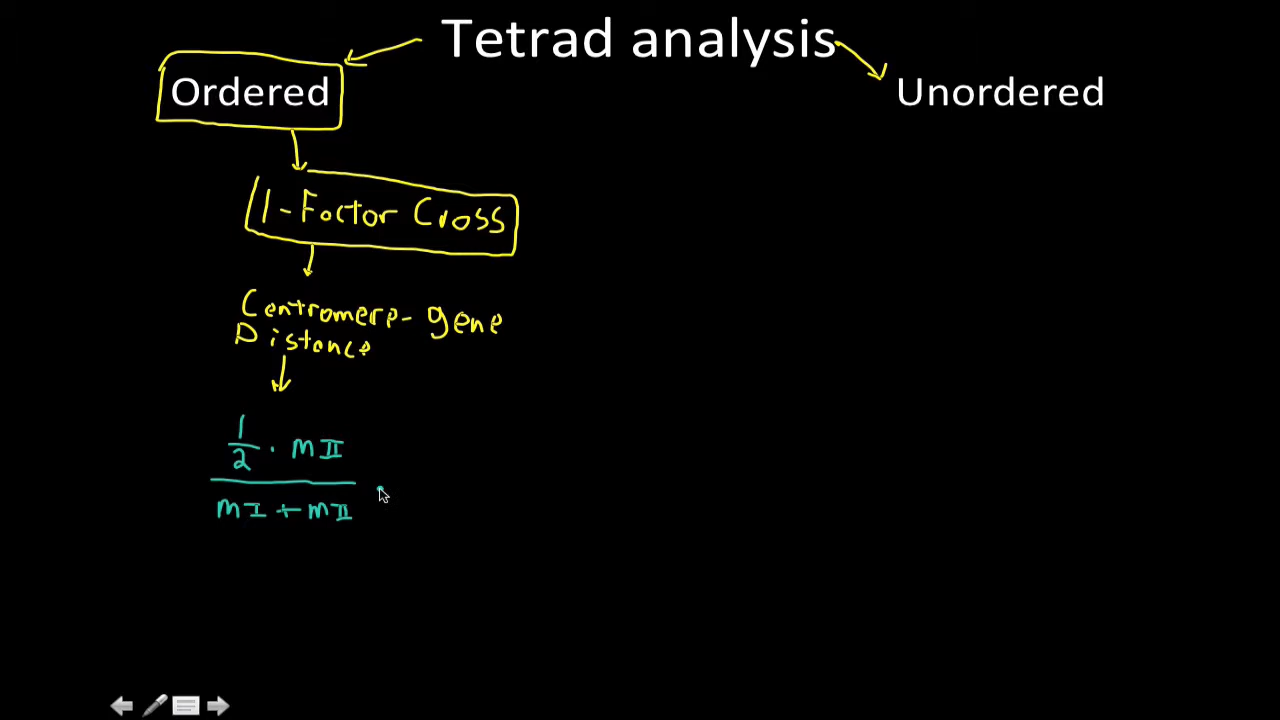 Tetrad analysis
Ordered
Unordered
1-Factor Cross
Centromere-gene
Distance
1/2 · mII
mI + mII